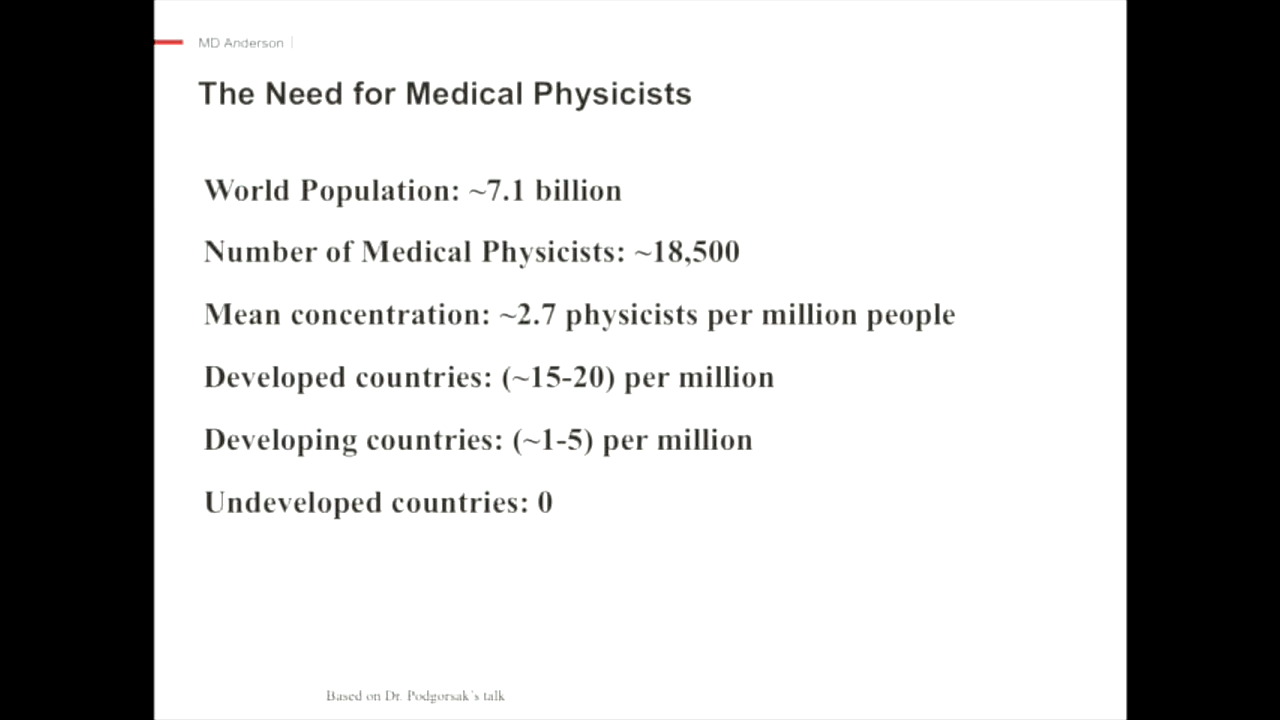 MD Anderson
The Need for Medical Physicists
World Population: ~7.1 billion
Number of Medical Physicists: ~18,500
Mean concentration: ~2.7 physicists per million people
Developed countries: (~15-20) per million
Developing countries: (~1-5) per million
Undeveloped countries: 0
Based on Dr. Podgorsak's talk